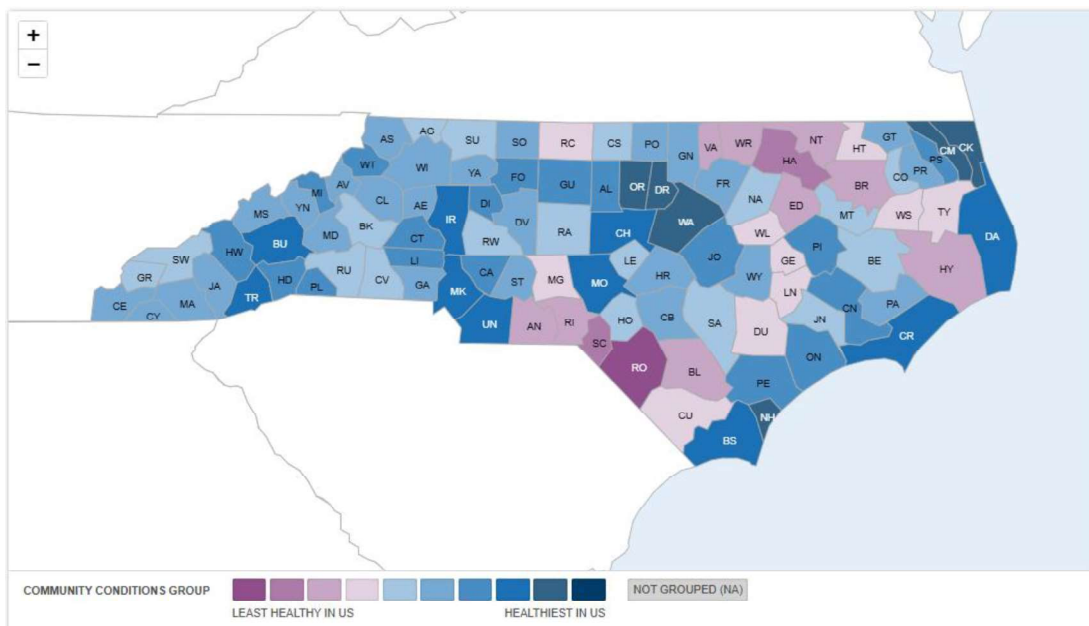 +
−
AS
AG
SU
SO
RC
CS
PO
GN
VA
WR
HA
NT
HT
GT
CM
CK
PS
WT
WI
YA
FO
GU
AL
OR
DR
FR
NA
BR
CO
PR
MI
AV
CL
AE
IR
DI
DV
ED
MT
WS
TY
MS
YN
BU
MD
BK
CT
RW
RA
CH
WA
WL
PI
BE
DA
SW
HW
GR
JA
HD
PL
RU
CV
LI
GA
CA
ST
MG
MO
LE
HR
JO
WY
GE
HY
CE
CY
MA
TR
MK
LN
CN
PA
UN
AN
RI
SC
HO
CB
SA
DU
JN
CR
RO
BL
ON
PE
CU
NH
BS
COMMUNITY CONDITIONS GROUP
NOT GROUPED (NA)
LEAST HEALTHY IN US
HEALTHIEST IN US